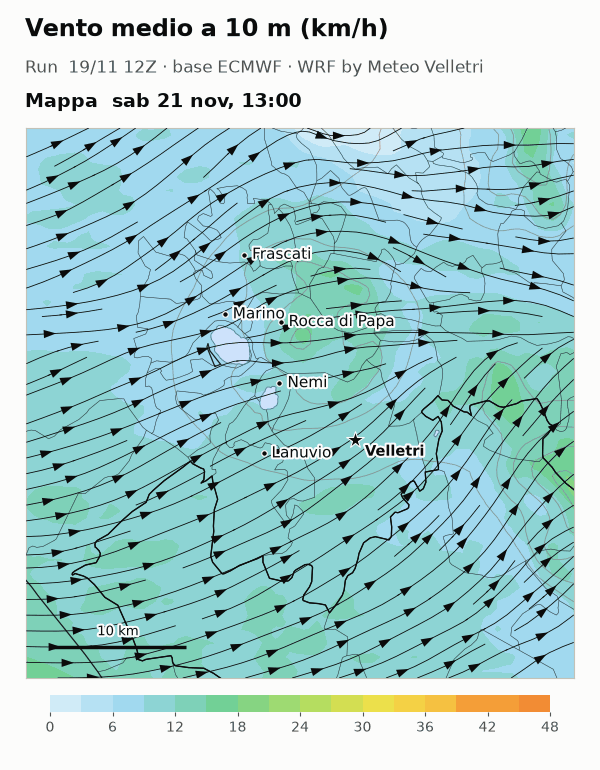 Vento medio a 10 m (km/h)
Run  19/11 12Z · base ECMWF · WRF by Meteo Velletri
Mappa  sab 21 nov, 13:00
Frascati
Marino
Rocca di Papa
Nemi
Velletri
Lanuvio
10 km
0 6 12 18 24 30 36 42 48